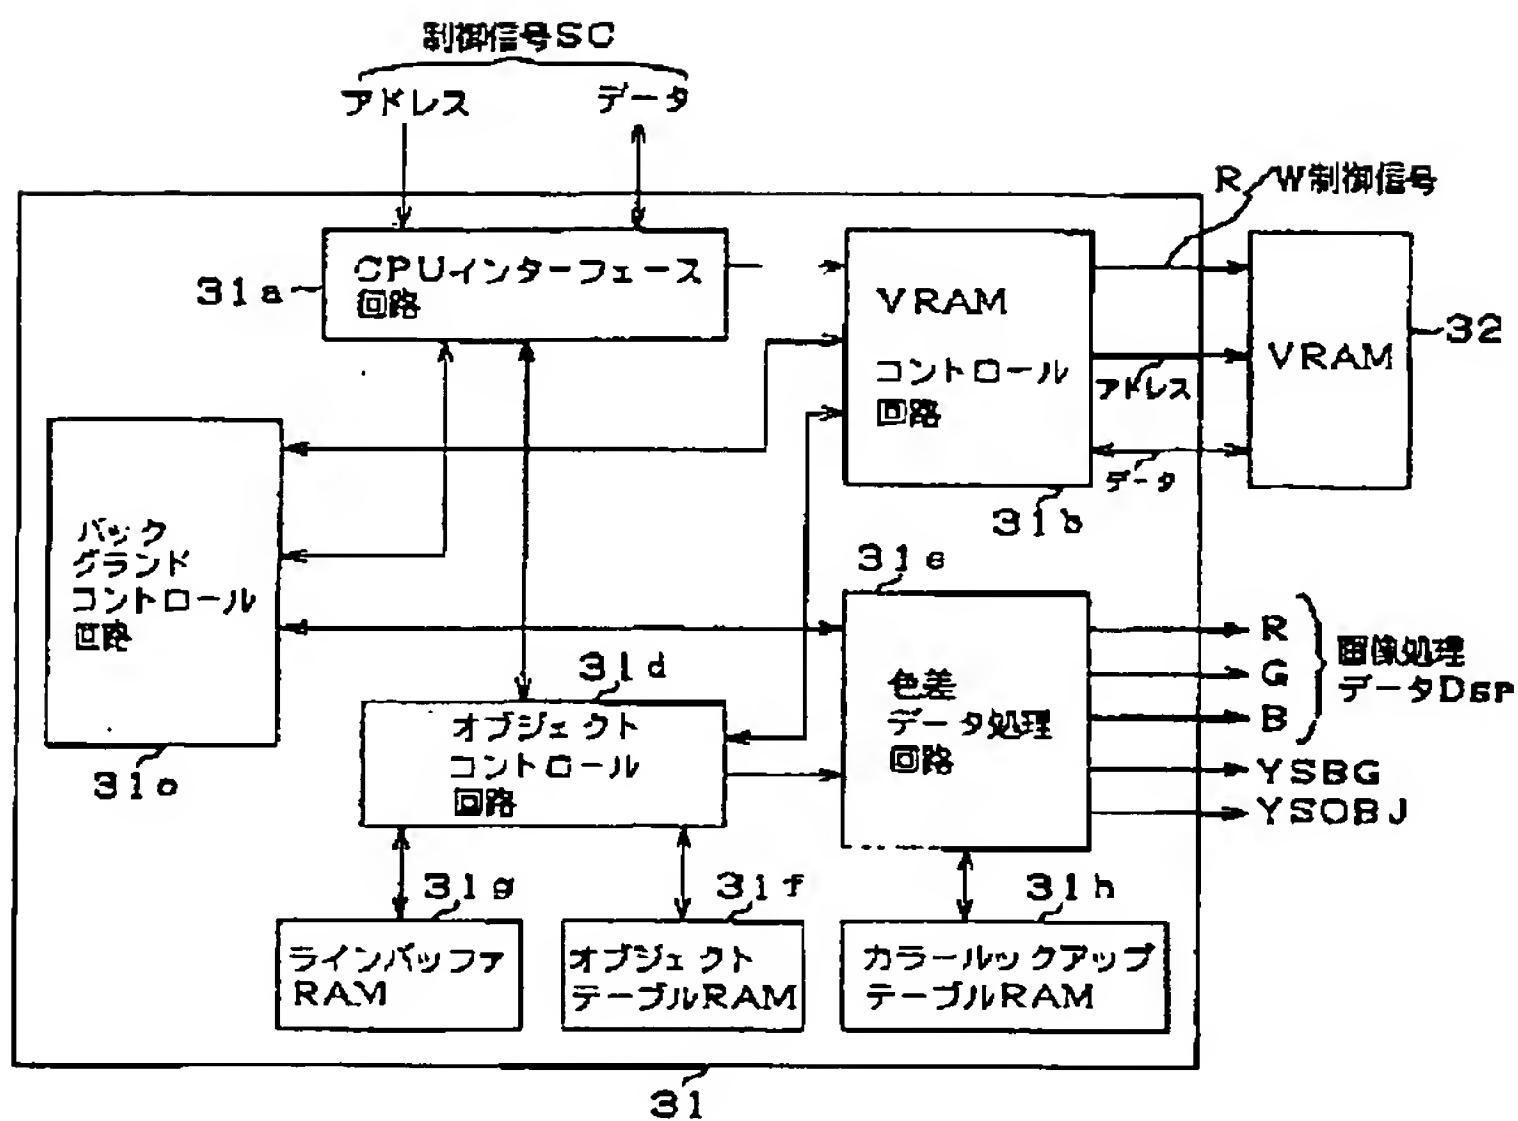 制御信号SC
アドレス
データ
R/W制御信号
31a
CPUインターフェース
回路
VRAM
コントロール
回路
VRAM
32
アドレス
データ
31b
バック
グランド
コントロール
回路
31c
31e
31d
オブジェクト
コントロール
回路
色差
データ処理
回路
R
G
B
画像処理
データDSP
YSBG
YSOBJ
31g
31f
31h
ラインバッファ
RAM
オブジェクト
テーブルRAM
カラールックアップ
テーブルRAM
31